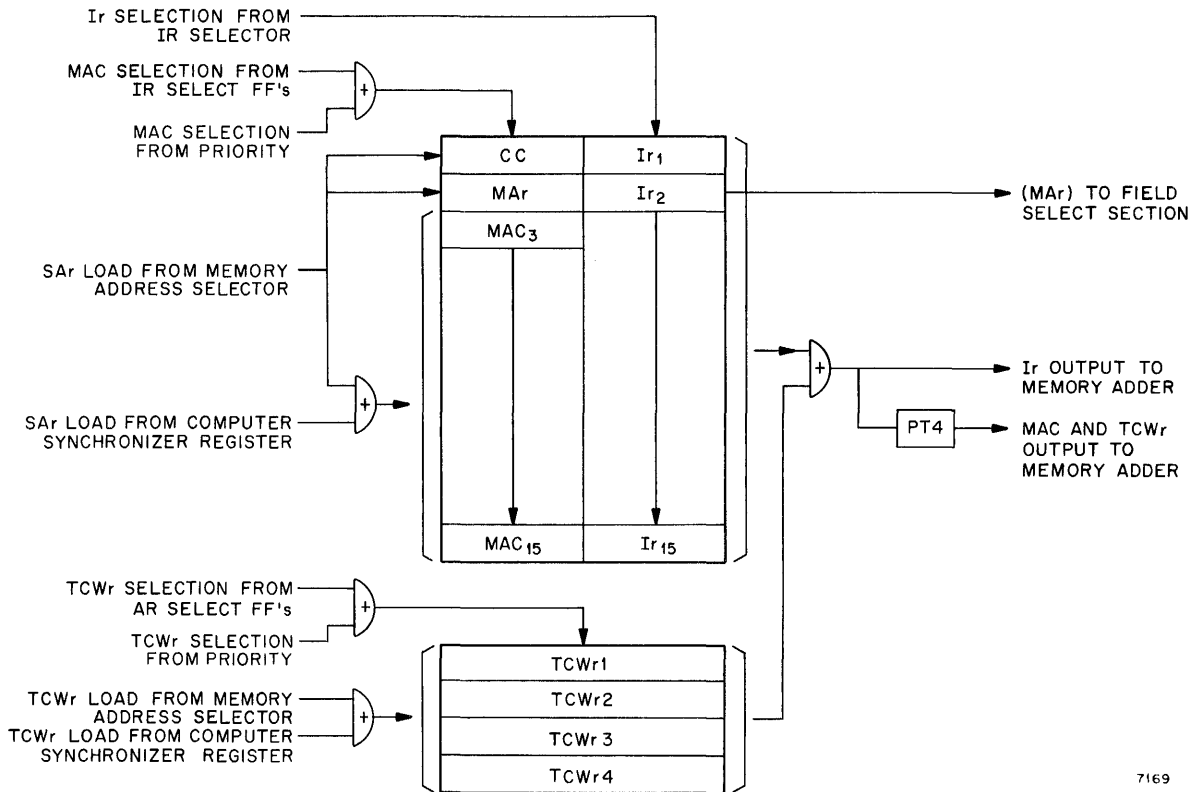 Ir SELECTION FROM
IR SELECTOR
MAC SELECTION FROM
IR SELECT FF's
+
MAC SELECTION
FROM PRIORITY
CC
Ir₁
MAr
Ir₂
(MAr) TO FIELD
SELECT SECTION
MAC₃
SAr LOAD FROM MEMORY
ADDRESS SELECTOR
+
Ir OUTPUT TO
MEMORY ADDER
+
SAr LOAD FROM COMPUTER
SYNCHRONIZER REGISTER
PT4
MAC AND TCWr
OUTPUT TO
MEMORY ADDER
MAC₁₅
Ir₁₅
TCWr SELECTION FROM
AR SELECT FF's
+
TCWr SELECTION
FROM PRIORITY
TCWr1
TCWr2
TCWr3
TCWr4
TCWr LOAD FROM MEMORY
ADDRESS SELECTOR
+
TCWr LOAD FROM COMPUTER
SYNCHRONIZER REGISTER
7169